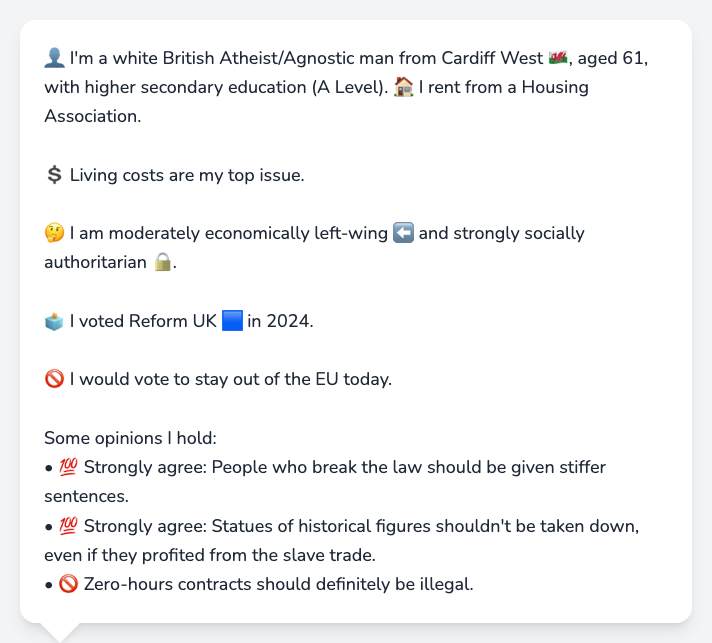 👤 I'm a white British Atheist/Agnostic man from Cardiff West 🏴󠁧󠁢󠁷󠁬󠁳󠁿, aged 61,
with higher secondary education (A Level). 🏠 I rent from a Housing
Association.
💲 Living costs are my top issue.
🤔 I am moderately economically left-wing ⬅️ and strongly socially
authoritarian 🔒.
🗳️ I voted Reform UK 🟦 in 2024.
🚫 I would vote to stay out of the EU today.
Some opinions I hold:
• 💯 Strongly agree: People who break the law should be given stiffer
sentences.
• 💯 Strongly agree: Statues of historical figures shouldn't be taken down,
even if they profited from the slave trade.
• 🚫 Zero-hours contracts should definitely be illegal.